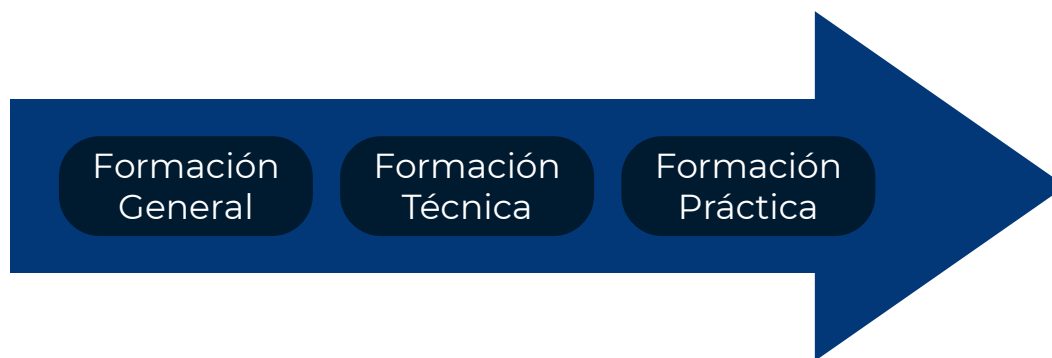 Formación
General
Formación
Técnica
Formación
Práctica